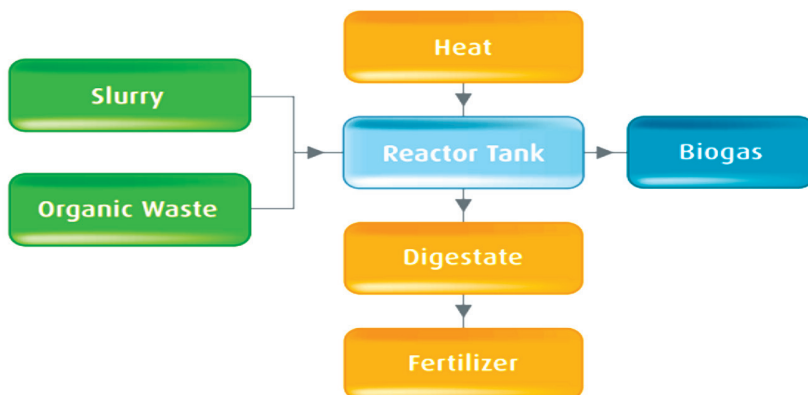 Heat
Slurry
Reactor Tank
Biogas
Organic Waste
Digestate
Fertilizer